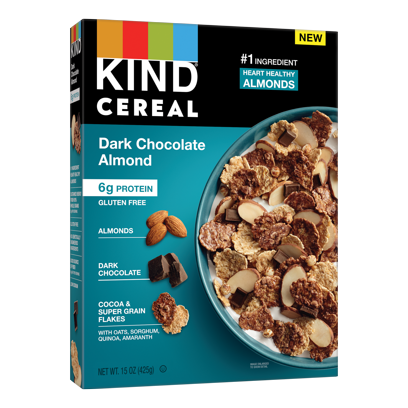 NEW
KIND
CEREAL
#1 INGREDIENT
HEART HEALTHY
ALMONDS
Dark Chocolate
Almond
6g PROTEIN
GLUTEN FREE
ALMONDS
DARK
CHOCOLATE
COCOA &
SUPER GRAIN
FLAKES
WITH OATS, SORGHUM,
QUINOA, AMARANTH
NET WT. 15 OZ (425g)